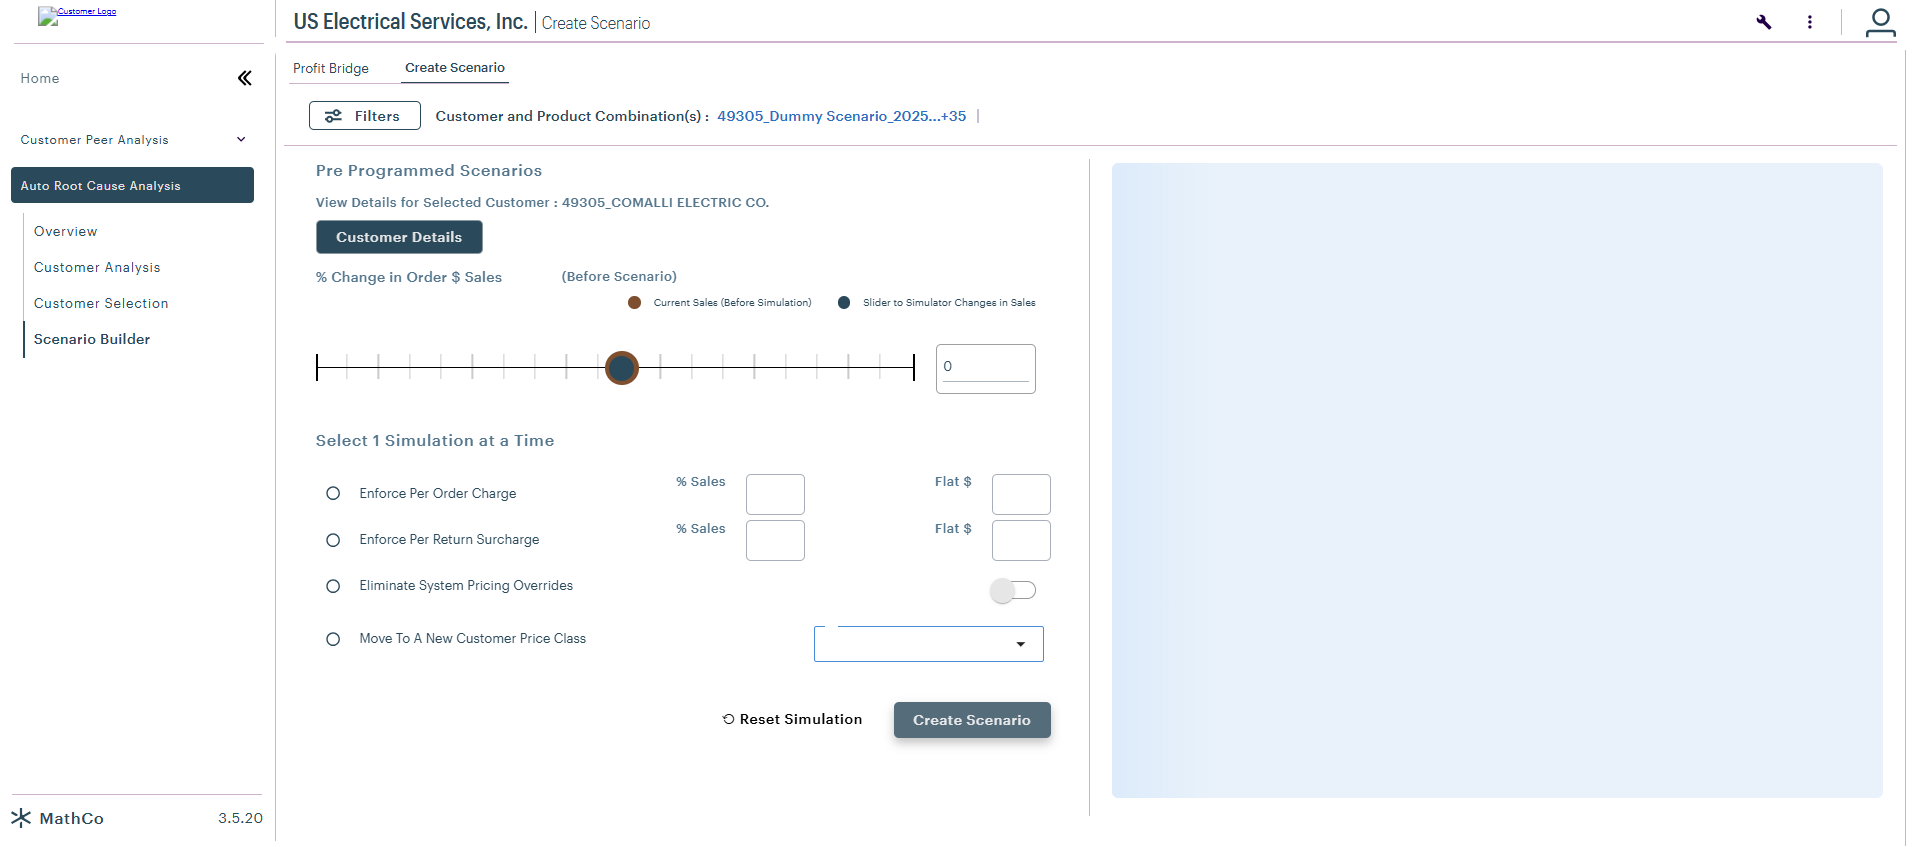 Customer Logo
US Electrical Services, Inc. | Create Scenario
Home
Customer Peer Analysis
Auto Root Cause Analysis
Overview
Customer Analysis
Customer Selection
Scenario Builder
MathCo 3.5.20
Profit Bridge Create Scenario
Filters Customer and Product Combination(s) : 49305_Dummy Scenario_2025...+35 |
Pre Programmed Scenarios
View Details for Selected Customer : 49305_COMALLI ELECTRIC CO.
Customer Details
% Change in Order $ Sales (Before Scenario)
Current Sales (Before Simulation) Slider to Simulator Changes in Sales
0
Select 1 Simulation at a Time
Enforce Per Order Charge % Sales Flat $
Enforce Per Return Surcharge % Sales Flat $
Eliminate System Pricing Overrides
Move To A New Customer Price Class
Reset Simulation Create Scenario